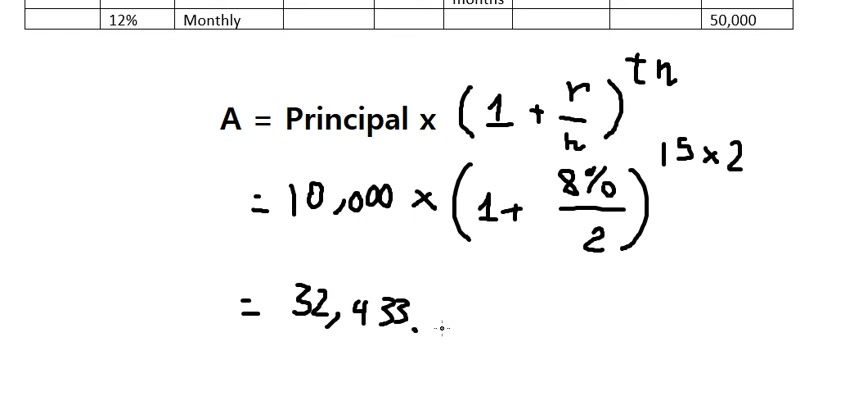 months
12% Monthly 50,000
A = Principal x (1 + r/n)^tn
= 10,000 x (1 + 8%/2)^15x2
= 32,433.